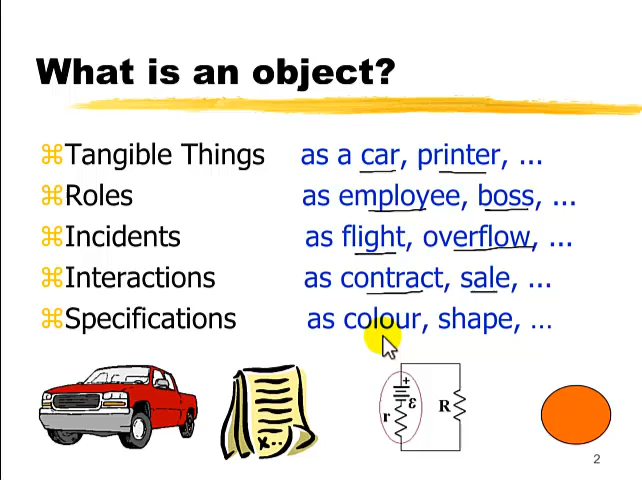 What is an object?
⌘Tangible Things as a car, printer, ...
⌘Roles as employee, boss, ...
⌘Incidents as flight, overflow, ...
⌘Interactions as contract, sale, ...
⌘Specifications as colour, shape, ...
x..
+
ε
r
R
2